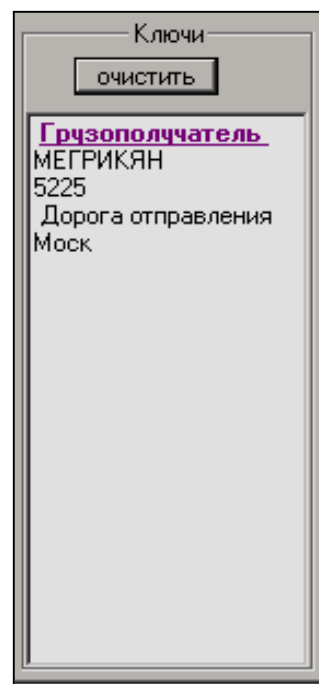 Ключи
очистить
Грузополучатель
МЕГРИКЯН
5225
Дорога отправления
Моск